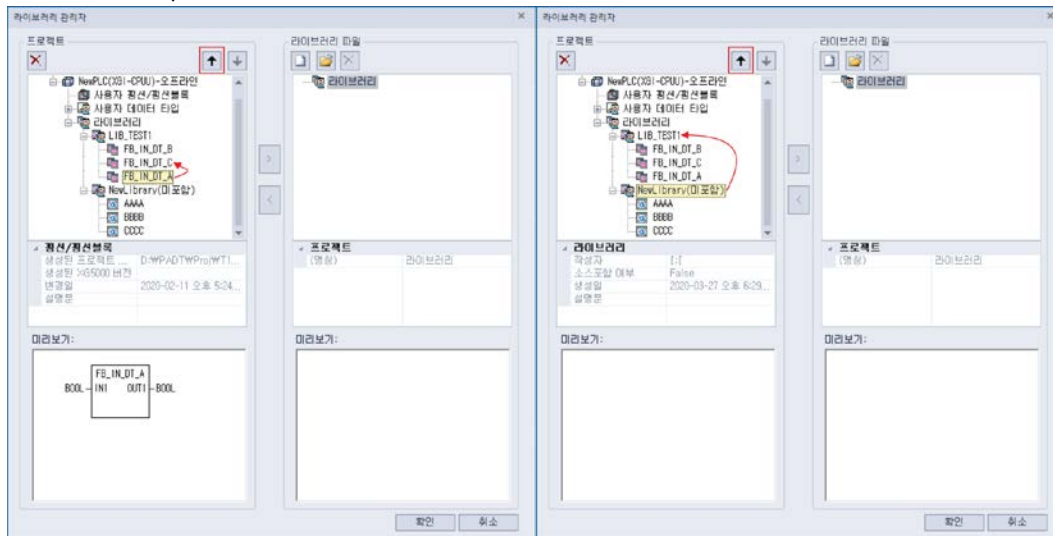 라이브러리 관리자
프로젝트
라이브러리 파일
NewPLC(XGI-CPUU)-오프라인
사용자 펑션/펑션블록
사용자 데이터 타입
라이브러리
LIB_TEST1
FB_IN_DT_B
FB_IN_DT_C
FB_IN_DT_A
NewLibrary(미포함)
AAAA
BBBB
CCCC
펑션/펑션블록
생성된 프로젝트 ... D:₩PADT₩Proj₩T1...
생성된 XG5000 버전
변경일 2020-02-11 오후 5:24...
설명문
라이브러리
프로젝트
(명칭) 라이브러리
미리보기:
FB_IN_DT_A
BOOL IN1 OUT1 BOOL
미리보기:
확인 취소
라이브러리 관리자
프로젝트
라이브러리 파일
NewPLC(XGI-CPUU)-오프라인
사용자 펑션/펑션블록
사용자 데이터 타입
라이브러리
LIB_TEST1
FB_IN_DT_B
FB_IN_DT_C
FB_IN_DT_A
NewLibrary(미포함)
AAAA
BBBB
CCCC
라이브러리
작성자
소스포함 여부 False
생성일 2020-03-27 오후 6:29...
설명문
라이브러리
프로젝트
(명칭) 라이브러리
미리보기:
미리보기:
확인 취소